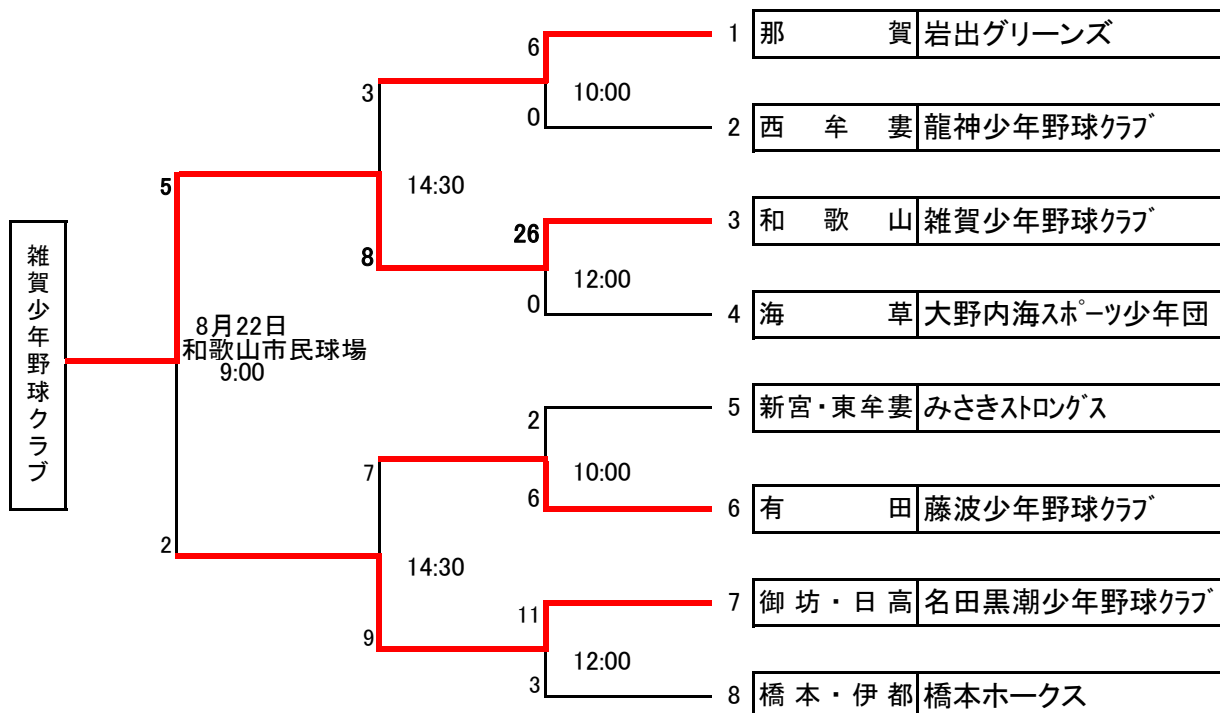 6
1 那賀 岩出グリーンズ
3
10:00
0
2 西牟婁 龍神少年野球ｸﾗﾌﾞ
5
14:30
26
3 和歌山 雑賀少年野球ｸﾗﾌﾞ
8
12:00
0
4 海草 大野内海ｽﾎﾟｰﾂ少年団
雑賀少年野球クラブ
8月22日
和歌山市民球場
9:00
2
5 新宮・東牟婁 みさきｽﾄﾛﾝｸﾞｽ
7
10:00
6
6 有田 藤波少年野球ｸﾗﾌﾞ
2
14:30
11
7 御坊・日高 名田黒潮少年野球ｸﾗﾌﾞ
9
12:00
3
8 橋本・伊都 橋本ホークス